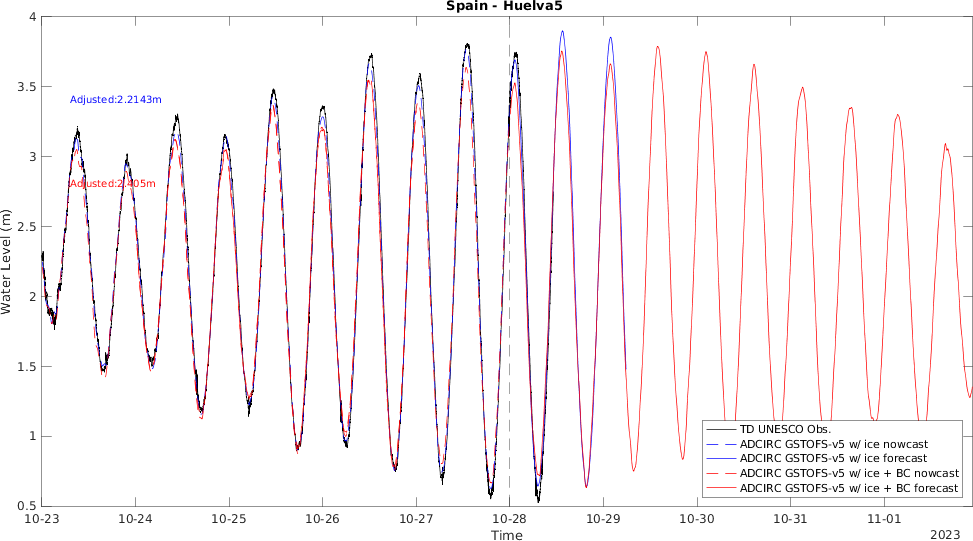 Spain - Huelva5
4
3.5
3
2.5
2
1.5
1
0.5
Water Level (m)
Adjusted:2.2143m
Adjusted:2.405m
TD UNESCO Obs.
ADCIRC GSTOFS-v5 w/ ice nowcast
ADCIRC GSTOFS-v5 w/ ice forecast
ADCIRC GSTOFS-v5 w/ ice + BC nowcast
ADCIRC GSTOFS-v5 w/ ice + BC forecast
10-23 10-24 10-25 10-26 10-27 10-28 10-29 10-30 10-31 11-01
Time
2023